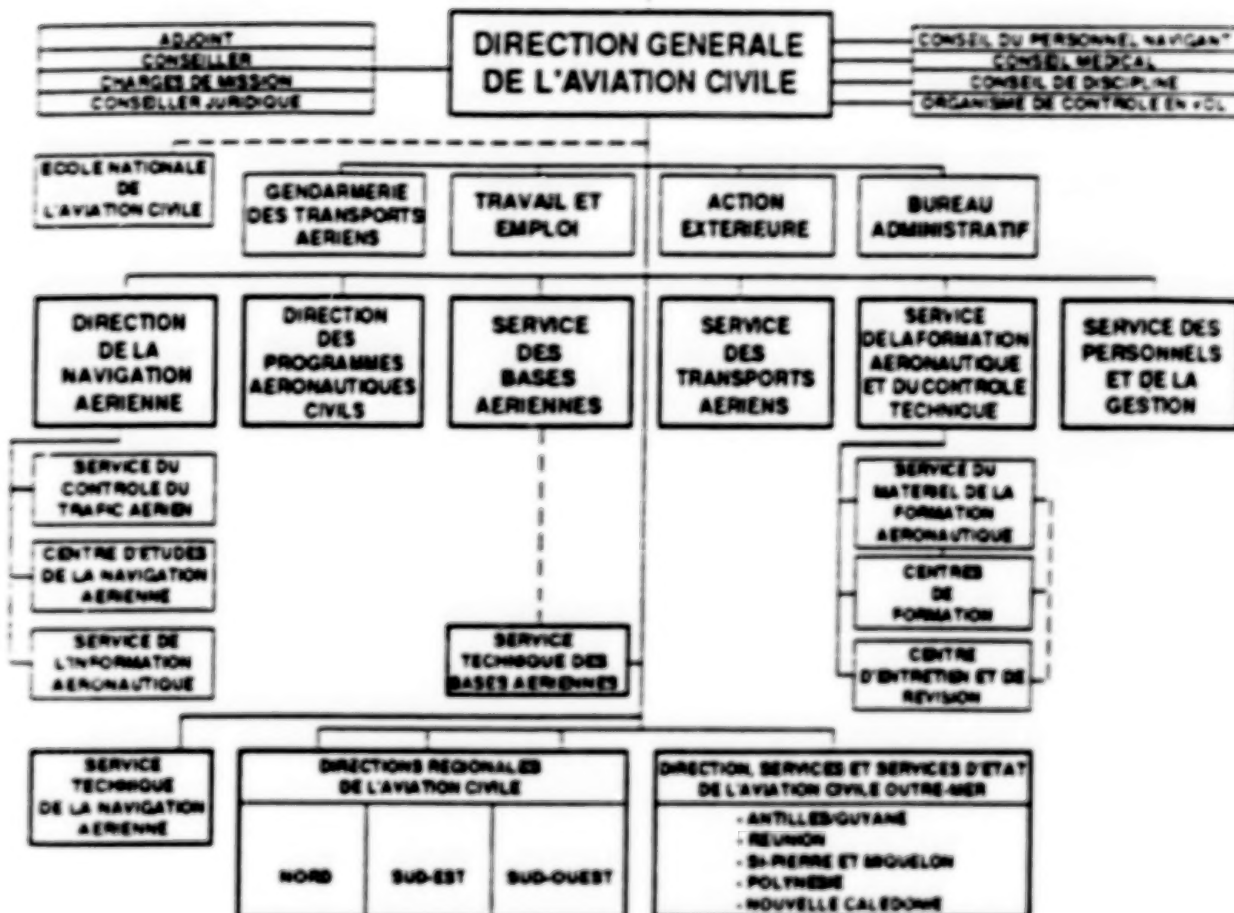 ADJOINT
CONSEILLER
CHARGES DE MISSION
CONSEILLER JURIDIQUE
DIRECTION GENERALE
DE L'AVIATION CIVILE
CONSEIL DU PERSONNEL NAVIGANT
CONSEIL MEDICAL
CONSEIL DE DISCIPLINE
ORGANISME DE CONTROLE EN VOL
ECOLE NATIONALE
DE
L'AVIATION CIVILE
GENDARMERIE
DES TRANSPORTS
AERIENS
TRAVAIL ET
EMPLOI
ACTION
EXTERIEURE
BUREAU
ADMINISTRATIF
DIRECTION
DE LA
NAVIGATION
AERIENNE
DIRECTION
DES
PROGRAMMES
AERONAUTIQUES
CIVILS
SERVICE
DES
BASES
AERIENNES
SERVICE
DES
TRANSPORTS
AERIENS
SERVICE
DE LA FORMATION
AERONAUTIQUE
ET DU CONTROLE
TECHNIQUE
SERVICE DES
PERSONNELS
ET DE LA
GESTION
SERVICE DU
CONTROLE DU
TRAFIC AERIEN
CENTRE D'ETUDES
DE LA NAVIGATION
AERIENNE
SERVICE DE
L'INFORMATION
AERONAUTIQUE
SERVICE
TECHNIQUE DES
BASES AERIENNES
SERVICE DU
MATERIEL DE LA
FORMATION
AERONAUTIQUE
CENTRES
DE
FORMATION
CENTRE
D'ENTRETIEN ET DE
REVISION
SERVICE
TECHNIQUE
DE LA NAVIGATION
AERIENNE
DIRECTIONS REGIONALES
DE L'AVIATION CIVILE
NORD
SUD-EST
SUD-OUEST
DIRECTION, SERVICES ET SERVICES D'ETAT
DE L'AVIATION CIVILE OUTRE-MER
- ANTILLES/GUYANE
- REUNION
- St-PIERRE ET MIQUELON
- POLYNESIE
- NOUVELLE CALEDONIE